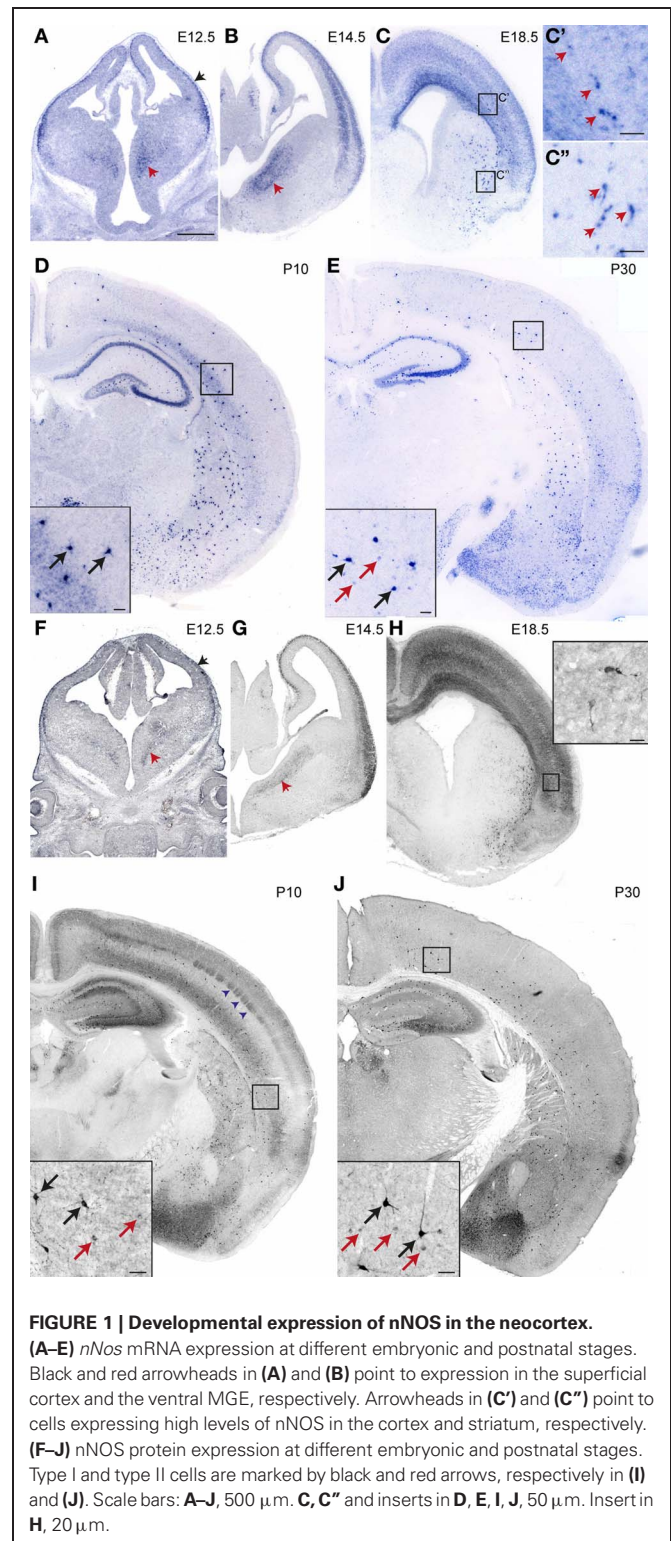 A E12.5 B E14.5 C E18.5 C'
C'
C"
C"
D P10 E P30
F E12.5 G E14.5 H E18.5
I P10 J P30
FIGURE 1 | Developmental expression of nNOS in the neocortex.
(A–E) nNos mRNA expression at different embryonic and postnatal stages.
Black and red arrowheads in (A) and (B) point to expression in the superficial
cortex and the ventral MGE, respectively. Arrowheads in (C′) and (C″) point to
cells expressing high levels of nNOS in the cortex and striatum, respectively.
(F–J) nNOS protein expression at different embryonic and postnatal stages.
Type I and type II cells are marked by black and red arrows, respectively in (I)
and (J). Scale bars: A–J, 500 μm. C, C″ and inserts in D, E, I, J, 50 μm. Insert in
H, 20 μm.